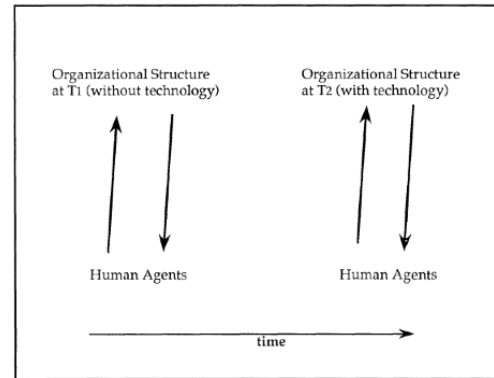 Organizational Structure
at T1 (without technology)
Organizational Structure
at T2 (with technology)
Human Agents
Human Agents
time